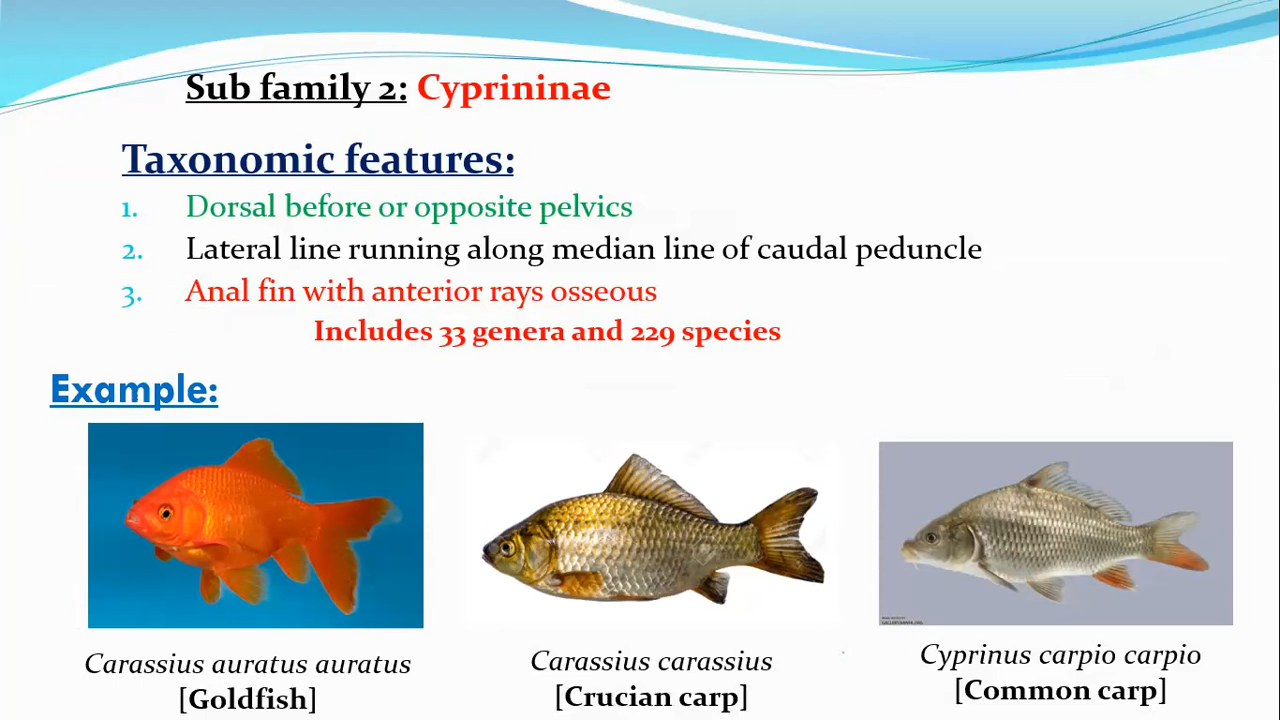 Sub family 2: Cyprininae
Taxonomic features:
1. Dorsal before or opposite pelvics
2. Lateral line running along median line of caudal peduncle
3. Anal fin with anterior rays osseous
Includes 33 genera and 229 species
Example:
Carassius auratus auratus
[Goldfish]
Carassius carassius
[Crucian carp]
Cyprinus carpio carpio
[Common carp]